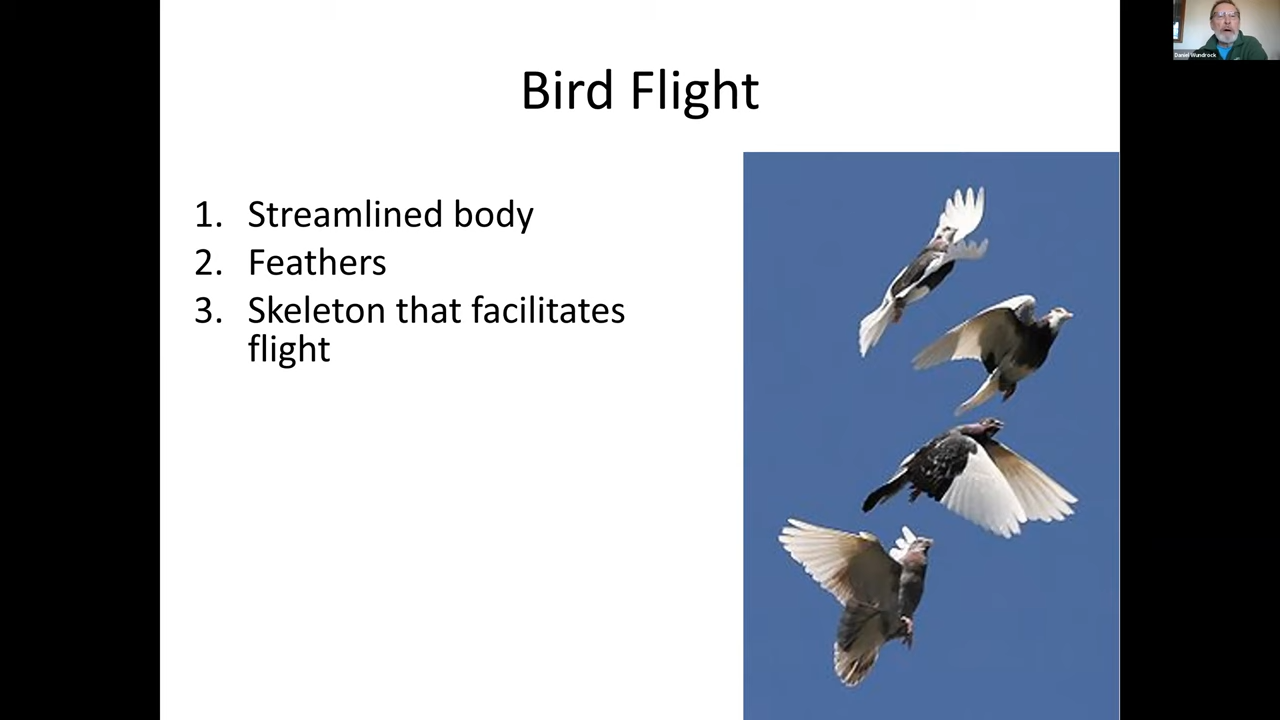 Daniel Wundrock
Bird Flight
1. Streamlined body
2. Feathers
3. Skeleton that facilitates
flight